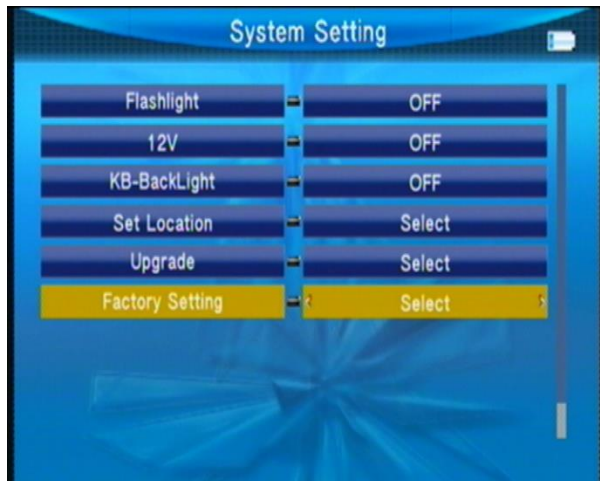 System Setting
Flashlight OFF
12V OFF
KB-BackLight OFF
Set Location Select
Upgrade Select
Factory Setting Select